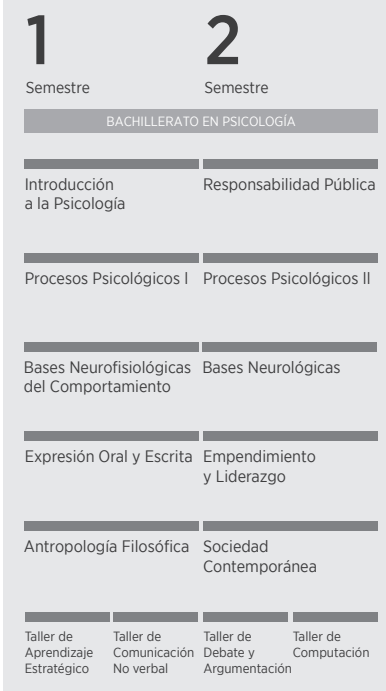 1
2
Semestre
Semestre
BACHILLERATO EN PSICOLOGÍA
Introducción
a la Psicología
Responsabilidad Pública
Procesos Psicológicos I
Procesos Psicológicos II
Bases Neurofisiológicas
del Comportamiento
Bases Neurológicas
Expresión Oral y Escrita
Empendimiento
y Liderazgo
Antropología Filosófica
Sociedad
Contemporánea
Taller de
Aprendizaje
Estratégico
Taller de
Comunicación
No verbal
Taller de
Debate y
Argumentación
Taller de
Computación